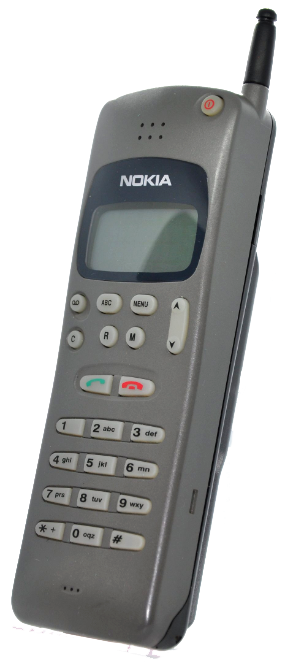 NOKIA
ABC MENU
C R M
1 2 abc 3 def
4 ghi 5 jkl 6 mn
7 prs 8 tuv 9 wxy
* + 0 oqz #